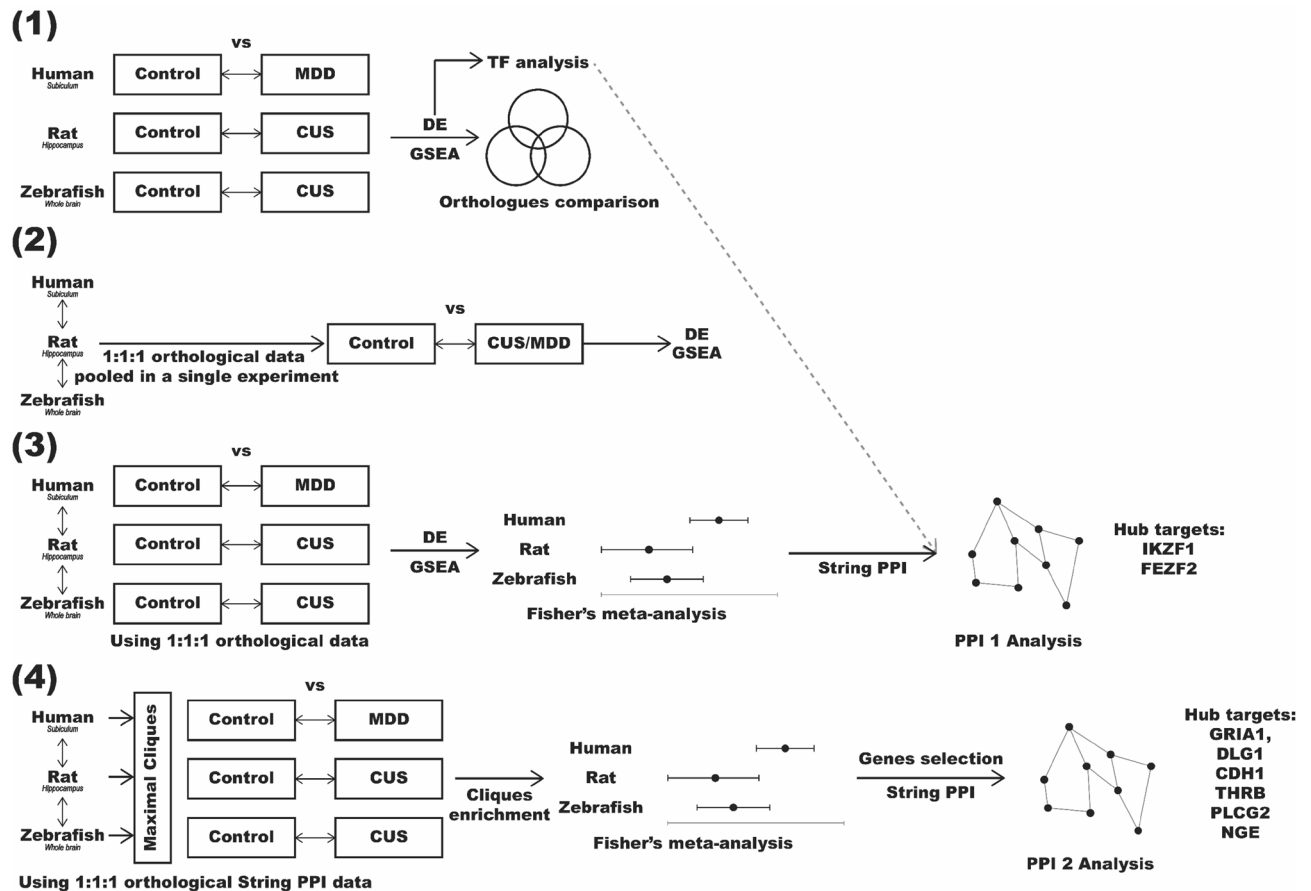 (1)
vs
Human
Subiculum
Control
MDD
Rat
Hippocampus
Control
CUS
Zebrafish
Whole brain
Control
CUS
DE
GSEA
TF analysis
Orthologues comparison
(2)
Human
Subiculum
Rat
Hippocampus
Zebrafish
Whole brain
1:1:1 orthological data
pooled in a single experiment
vs
Control
CUS/MDD
DE
GSEA
(3)
vs
Human
Subiculum
Control
MDD
Rat
Hippocampus
Control
CUS
Zebrafish
Whole brain
Control
CUS
Using 1:1:1 orthological data
DE
GSEA
Human
Rat
Zebrafish
Fisher's meta-analysis
String PPI
PPI 1 Analysis
Hub targets:
IKZF1
FEZF2
(4)
vs
Human
Subiculum
Rat
Hippocampus
Zebrafish
Whole brain
Maximal Cliques
Control
MDD
Control
CUS
Control
CUS
Using 1:1:1 orthological String PPI data
Cliques
enrichment
Human
Rat
Zebrafish
Fisher's meta-analysis
Genes selection
String PPI
PPI 2 Analysis
Hub targets:
GRIA1,
DLG1
CDH1
THRB
PLCG2
NGE